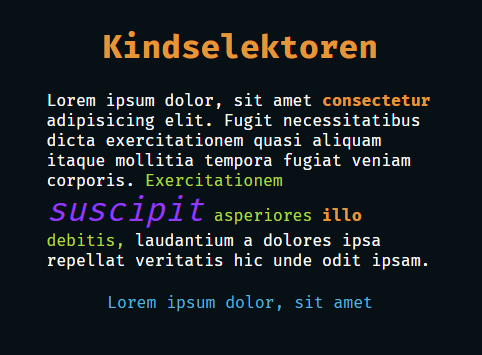 Kindselektoren
Lorem ipsum dolor, sit amet consectetur
adipisicing elit. Fugit necessitatibus
dicta exercitationem quasi aliquam
itaque mollitia tempora fugiat veniam
corporis. Exercitationem
suscipit asperiores illo
debitis, laudantium a dolores ipsa
repellat veritatis hic unde odit ipsam.
Lorem ipsum dolor, sit amet